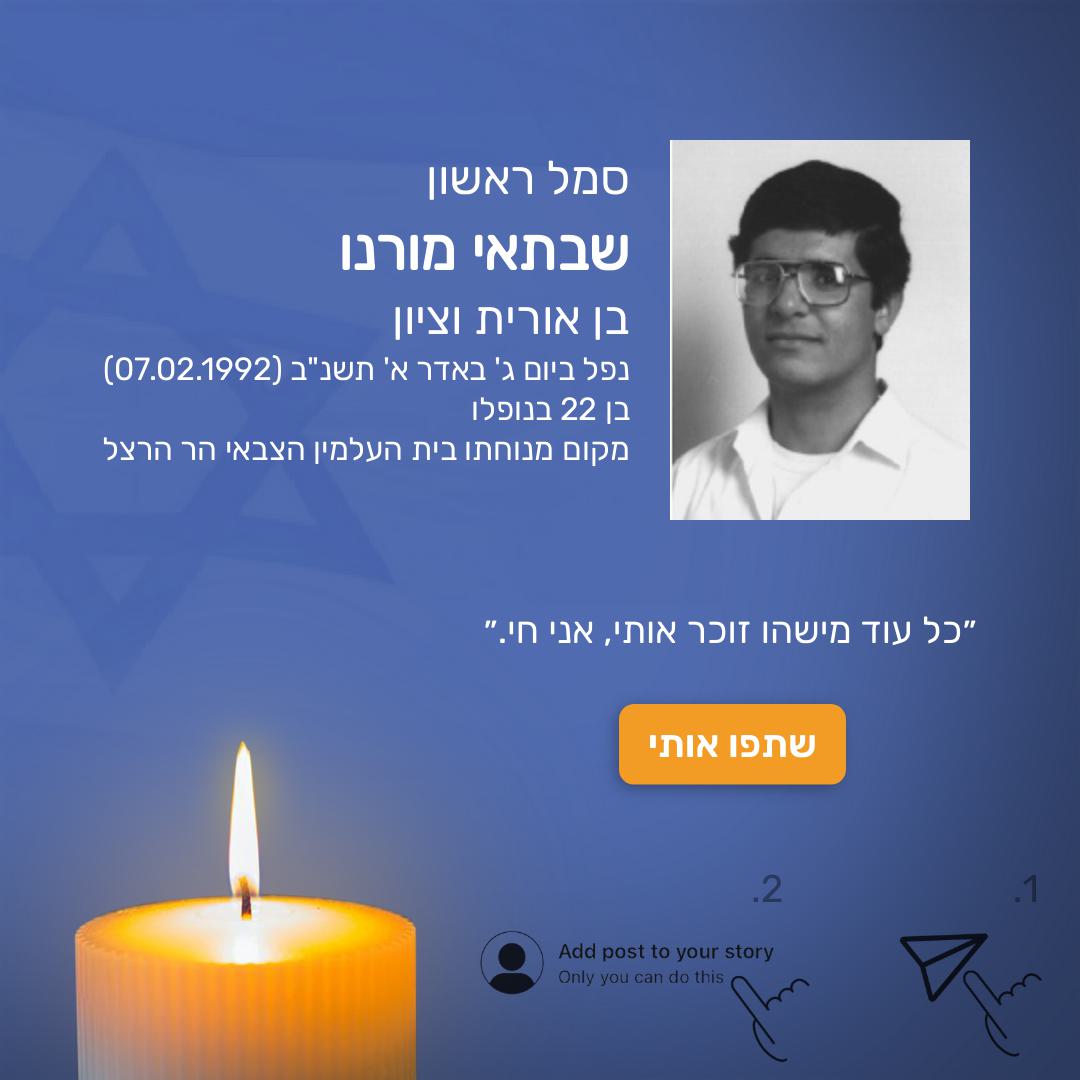 סמל ראשון
שבתאי מורנו
בן אורית וציון
נפל ביום ג' באדר א' תשנ"ב (07.02.1992)
בן 22 בנופלו
מקום מנוחתו בית העלמין הצבאי הר הרצל
״כל עוד מישהו זוכר אותי, אני חי.״
שתפו אותי
.1
.2
Add post to your story
Only you can do this